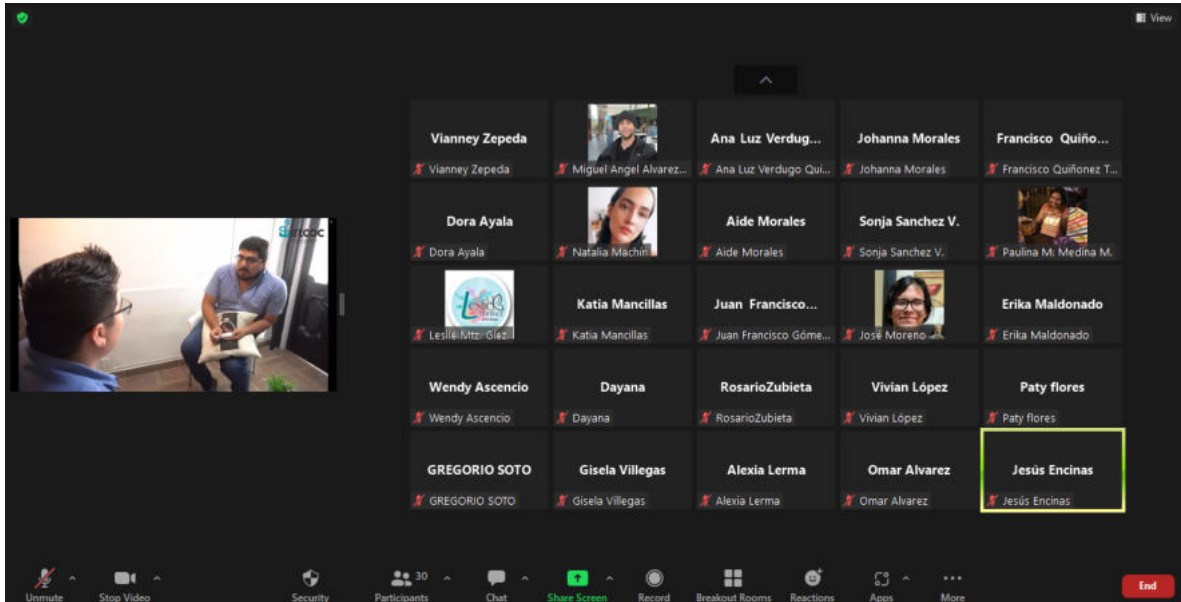 View
Vianney Zepeda
Vianney Zepeda
Miguel Angel Alvarez...
Ana Luz Verdug...
Ana Luz Verdugo Qui...
Johanna Morales
Johanna Morales
Francisco Quiño...
Francisco Quiñonez T...
Dora Ayala
Dora Ayala
Natalia Machín
Aide Morales
Aide Morales
Sonja Sanchez V.
Sonja Sanchez V.
Paulina M. Medina M.
Leslie Mtz. Glez.
Katia Mancillas
Katia Mancillas
Juan Francisco...
Juan Francisco Góme...
José Moreno
Erika Maldonado
Erika Maldonado
Wendy Ascencio
Wendy Ascencio
Dayana
Dayana
RosarioZubieta
RosarioZubieta
Vivian López
Vivian López
Paty flores
Paty flores
GREGORIO SOTO
GREGORIO SOTO
Gisela Villegas
Gisela Villegas
Alexia Lerma
Alexia Lerma
Omar Alvarez
Omar Alvarez
Jesús Encinas
Jesús Encinas
Unmute
Stop Video
Security
30
Participants
Chat
Share Screen
Record
Breakout Rooms
Reactions
Apps
More
End